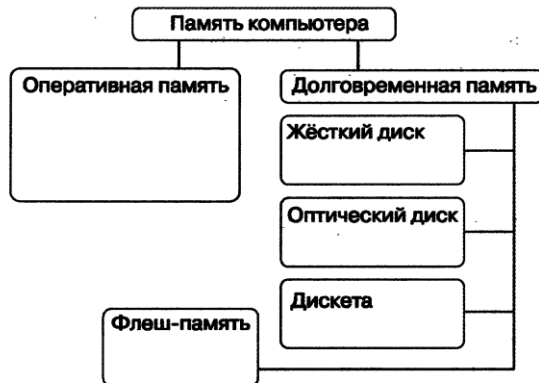 Память компьютера
Оперативная память
Долговременная память
Жёсткий диск
Оптический диск
Дискета
Флеш-память